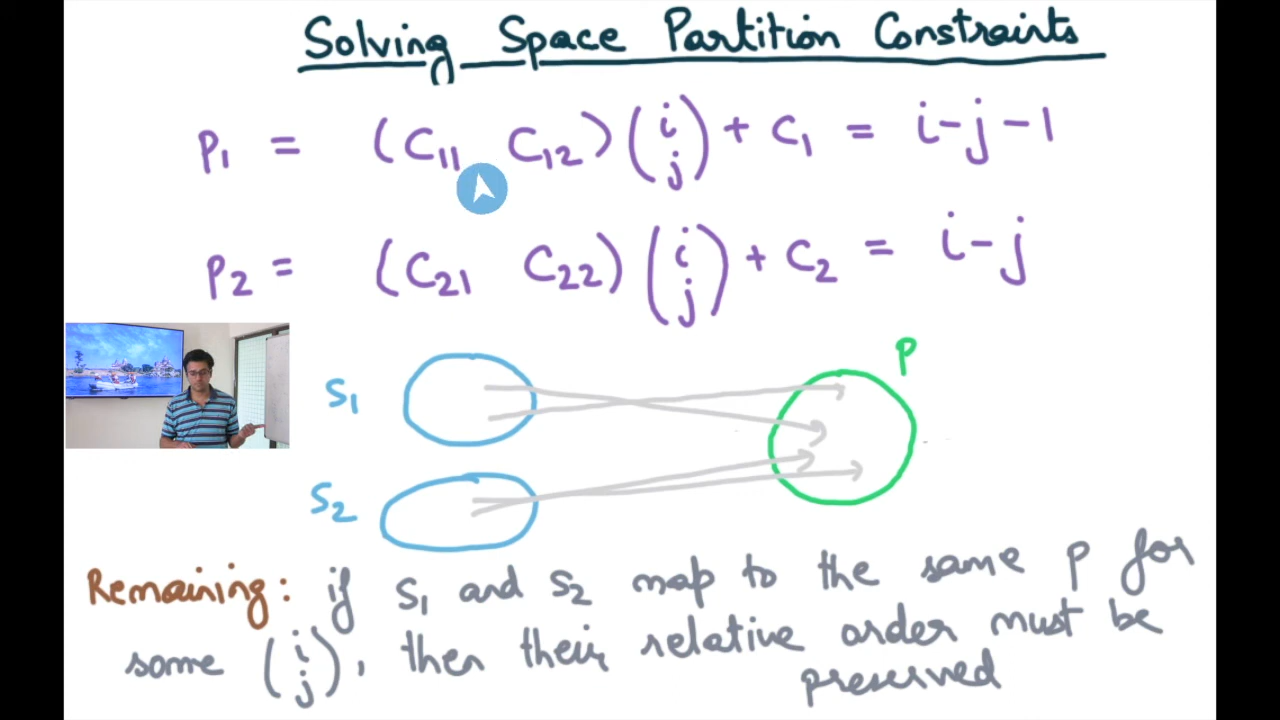 Solving Space Partition Constraints
P1 = (C11 C12) (i j) + C1 = i-j-1
P2 = (C21 C22) (i j) + C2 = i-j
P
S1
S2
Remaining: if S1 and S2 map to the same p for
some (i j), then their relative order must be
preserved